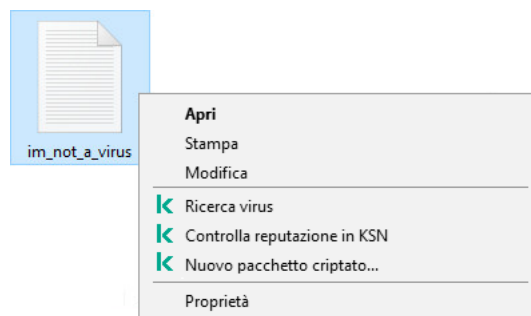 im_not_a_virus
Apri
Stampa
Modifica
Ricerca virus
Controlla reputazione in KSN
Nuovo pacchetto criptato...
Proprietà